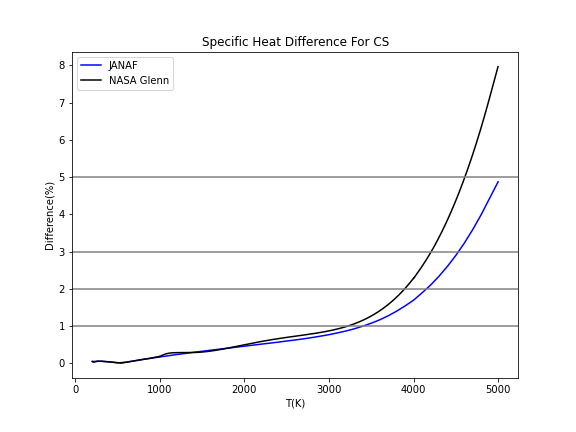 Specific Heat Difference For CS
JANAF
NASA Glenn
8
7
6
5
4
3
2
1
0
Difference(%)
0 1000 2000 3000 4000 5000
T(K)